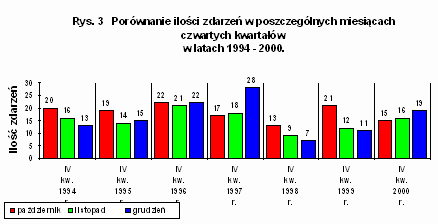 Rys. 3 Porównanie ilości zdarzeń w poszczególnych miesiącach
czwartych kwartałów
w latach 1994 - 2000.
Ilość zdarzeń
30
25
20
15
10
5
0
20 16 13 19 14 15 22 21 22 17 18 28 13 9 7 21 12 11 15 16 19
IV IV IV IV IV IV IV
kw. kw. kw. kw. kw. kw. kw.
1994 1995 1996 1997 1998 1999 2000
r. r. r. r. r. r. r.
październik listopad grudzień